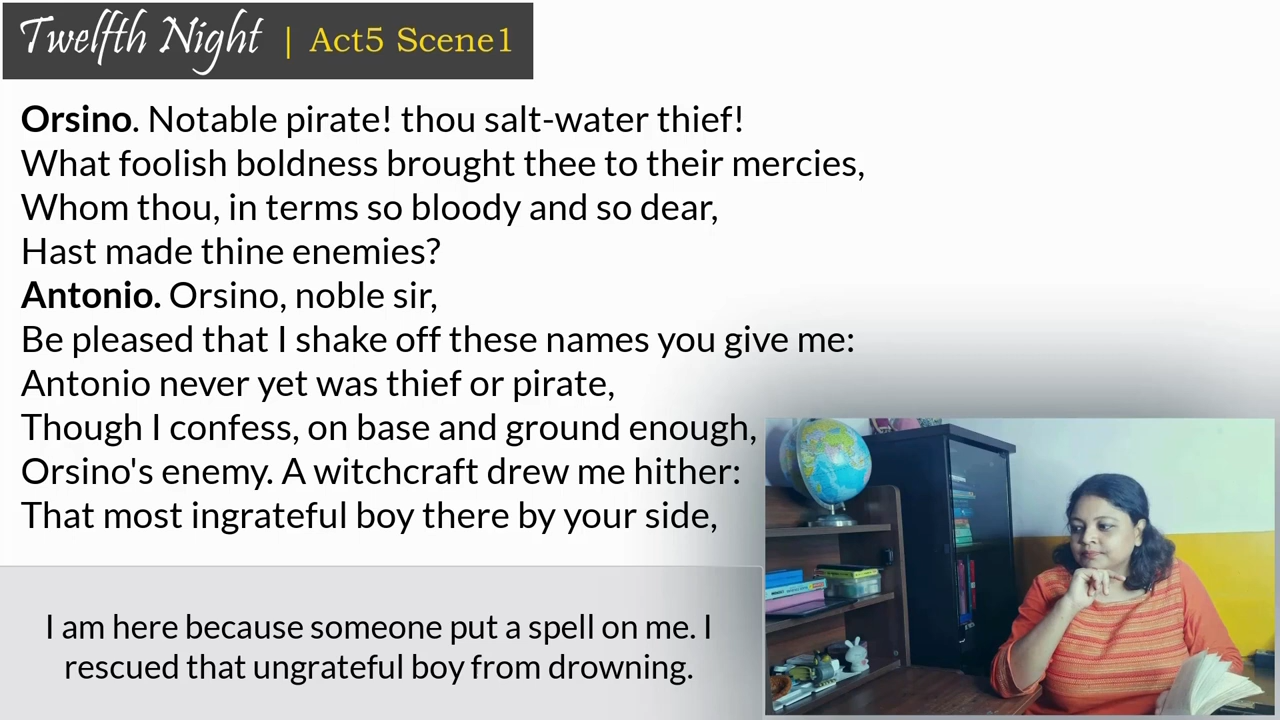 Twelfth Night | Act5 Scene1
Orsino. Notable pirate! thou salt-water thief!
What foolish boldness brought thee to their mercies,
Whom thou, in terms so bloody and so dear,
Hast made thine enemies?
Antonio. Orsino, noble sir,
Be pleased that I shake off these names you give me:
Antonio never yet was thief or pirate,
Though I confess, on base and ground enough,
Orsino's enemy. A witchcraft drew me hither:
That most ingrateful boy there by your side,
I am here because someone put a spell on me. I
rescued that ungrateful boy from drowning.